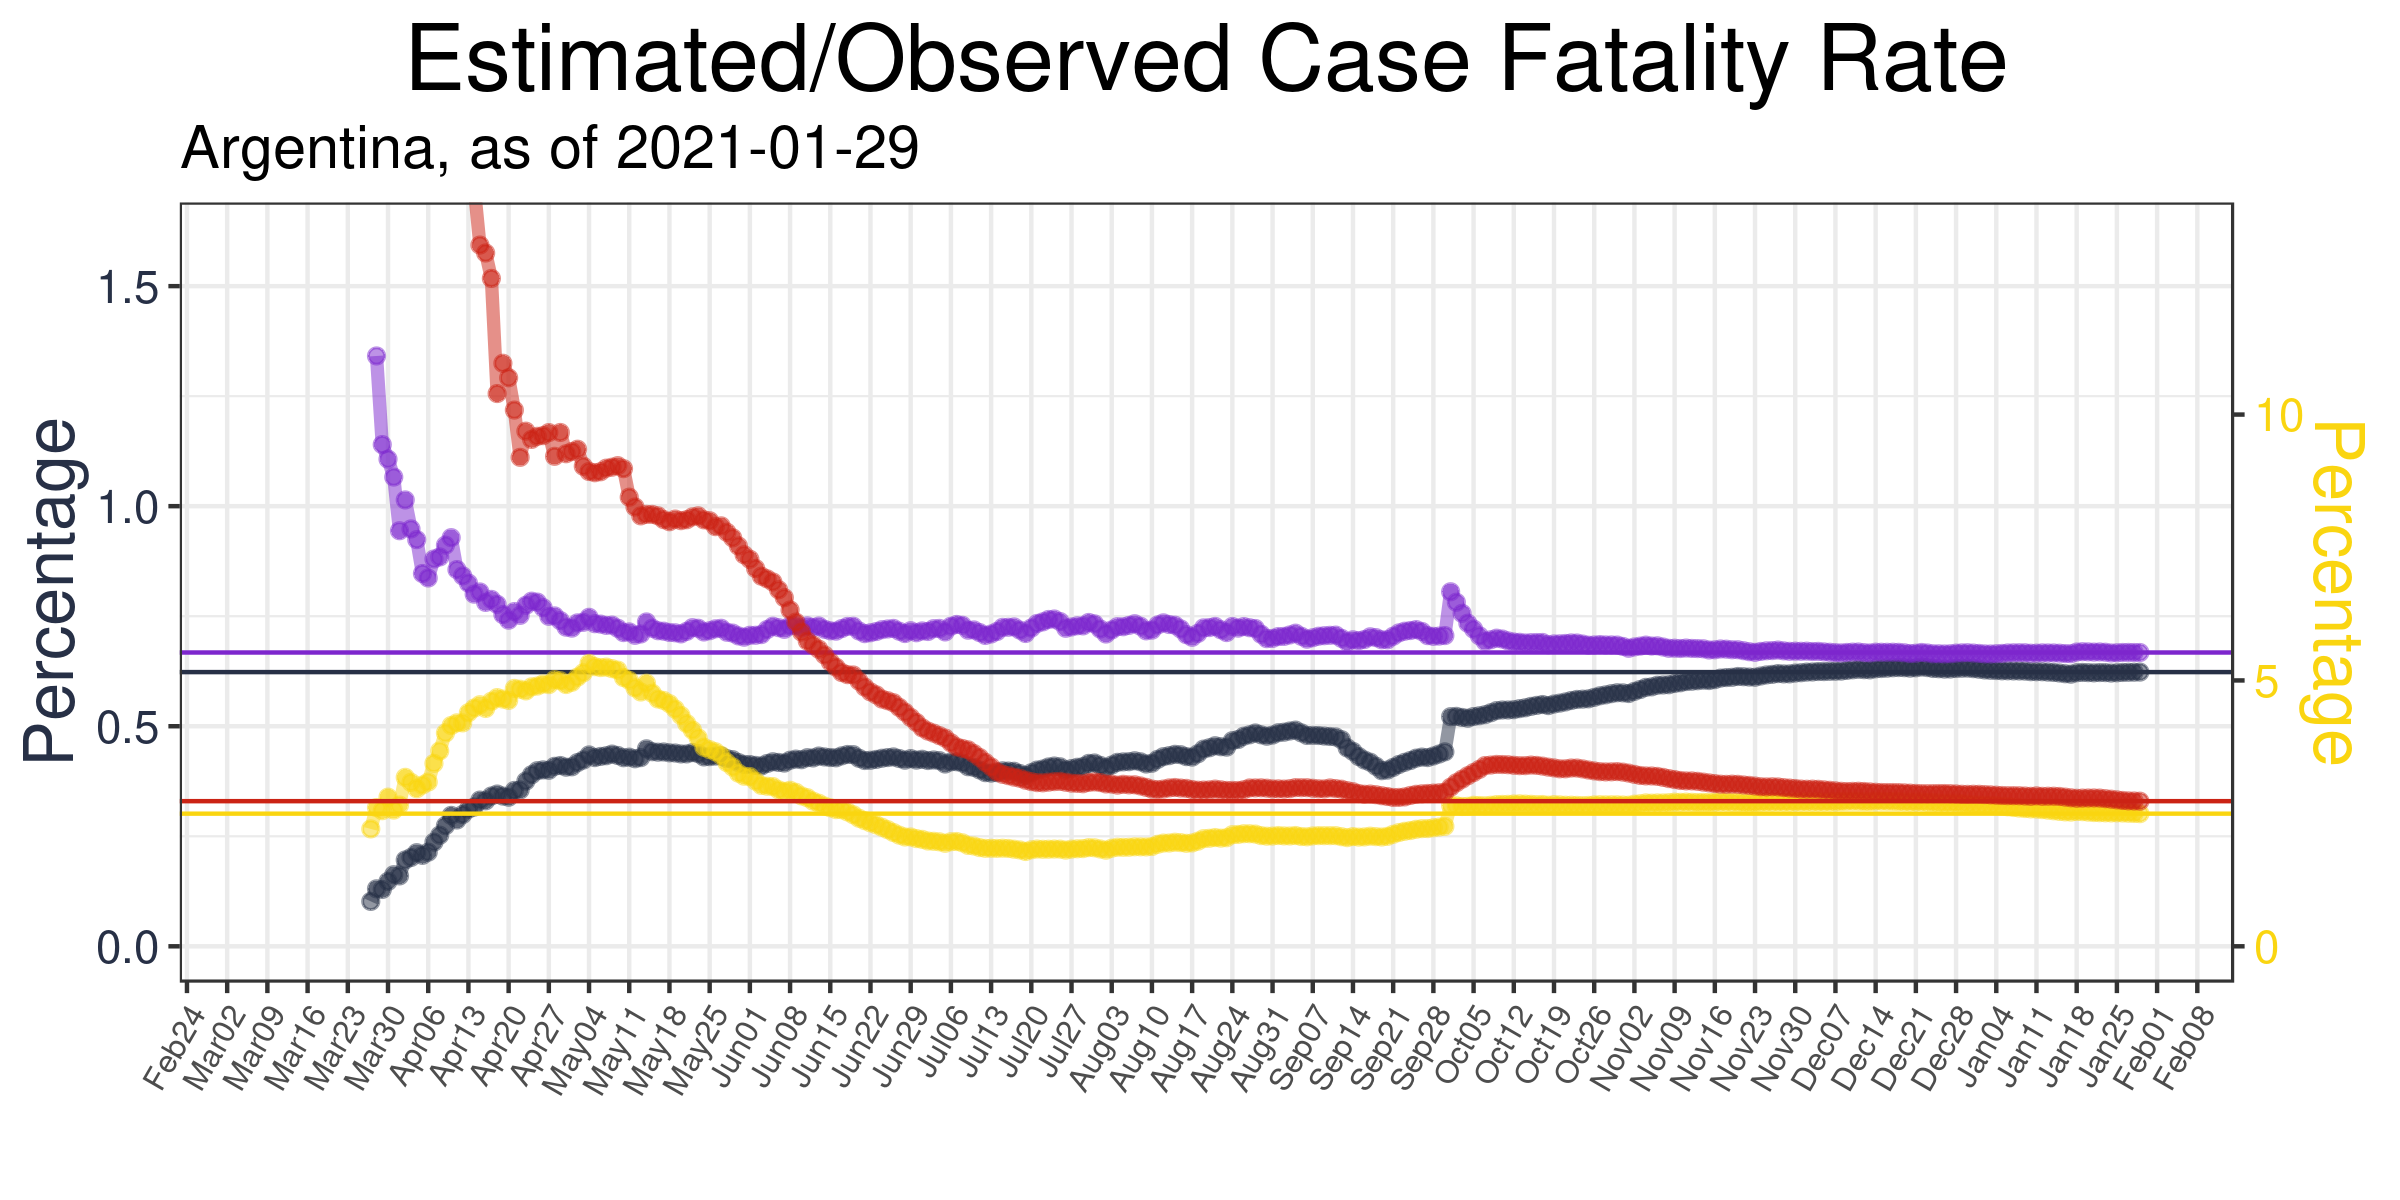 Estimated/Observed Case Fatality Rate
Argentina, as of 2021-01-29
Percentage
1.5
1.0
0.5
0.0
10
5
0
Percentage
Feb24 Mar02 Mar09 Mar16 Mar23 Mar30 Apr06 Apr13 Apr20 Apr27 May04 May11 May18 May25 Jun01 Jun08 Jun15 Jun22 Jun29 Jul06 Jul13 Jul20 Jul27 Aug03 Aug10 Aug17 Aug24 Aug31 Sep07 Sep14 Sep21 Sep28 Oct05 Oct12 Oct19 Oct26 Nov02 Nov09 Nov16 Nov23 Nov30 Dec07 Dec14 Dec21 Dec28 Jan04 Jan11 Jan18 Jan25 Feb01 Feb08